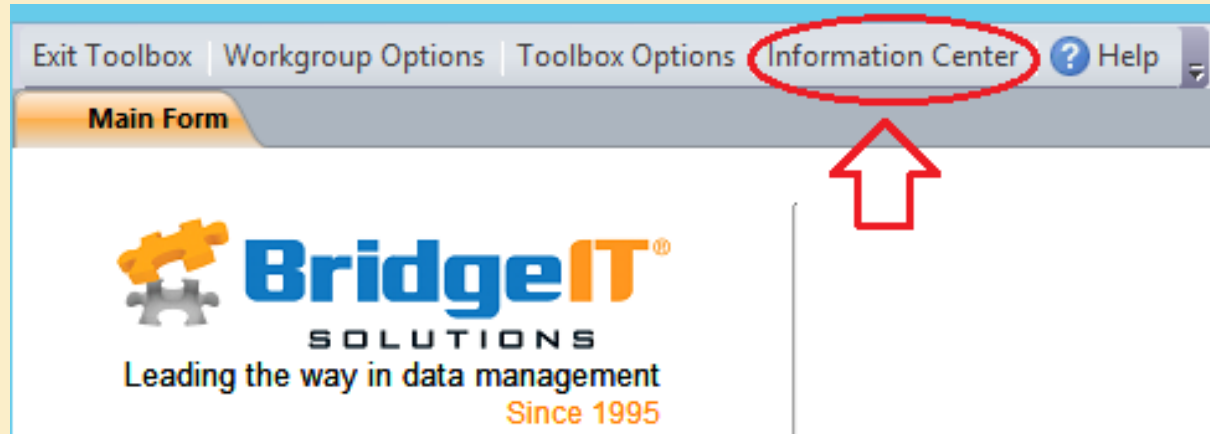 Exit Toolbox Workgroup Options Toolbox Options Information Center ? Help
Main Form
BridgeIT®
SOLUTIONS
Leading the way in data management
Since 1995